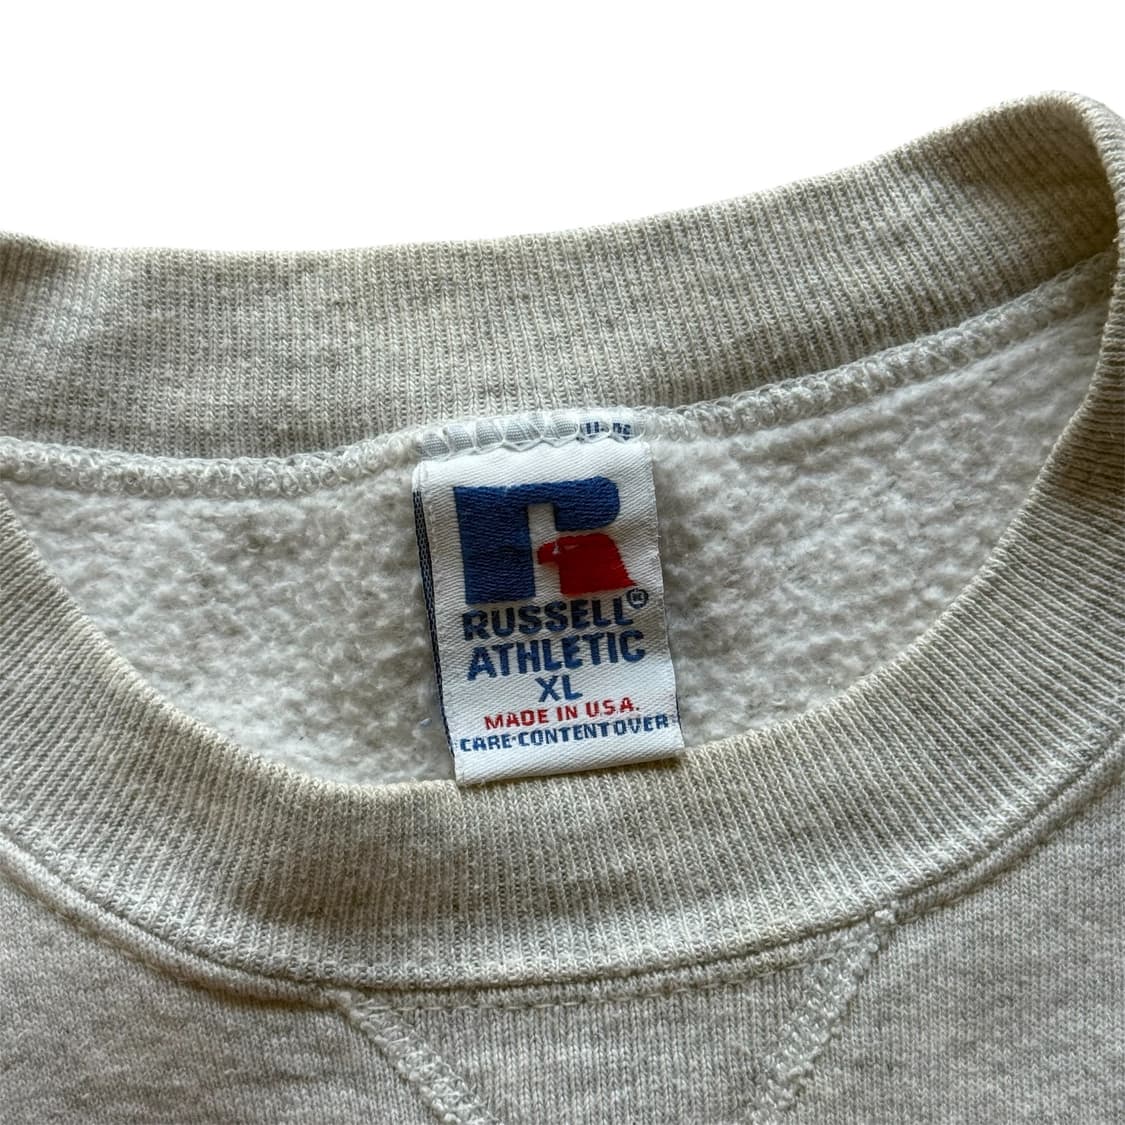 RUSSELL®
ATHLETIC
XL
MADE IN U.S.A.
CARE·CONTENT OVER